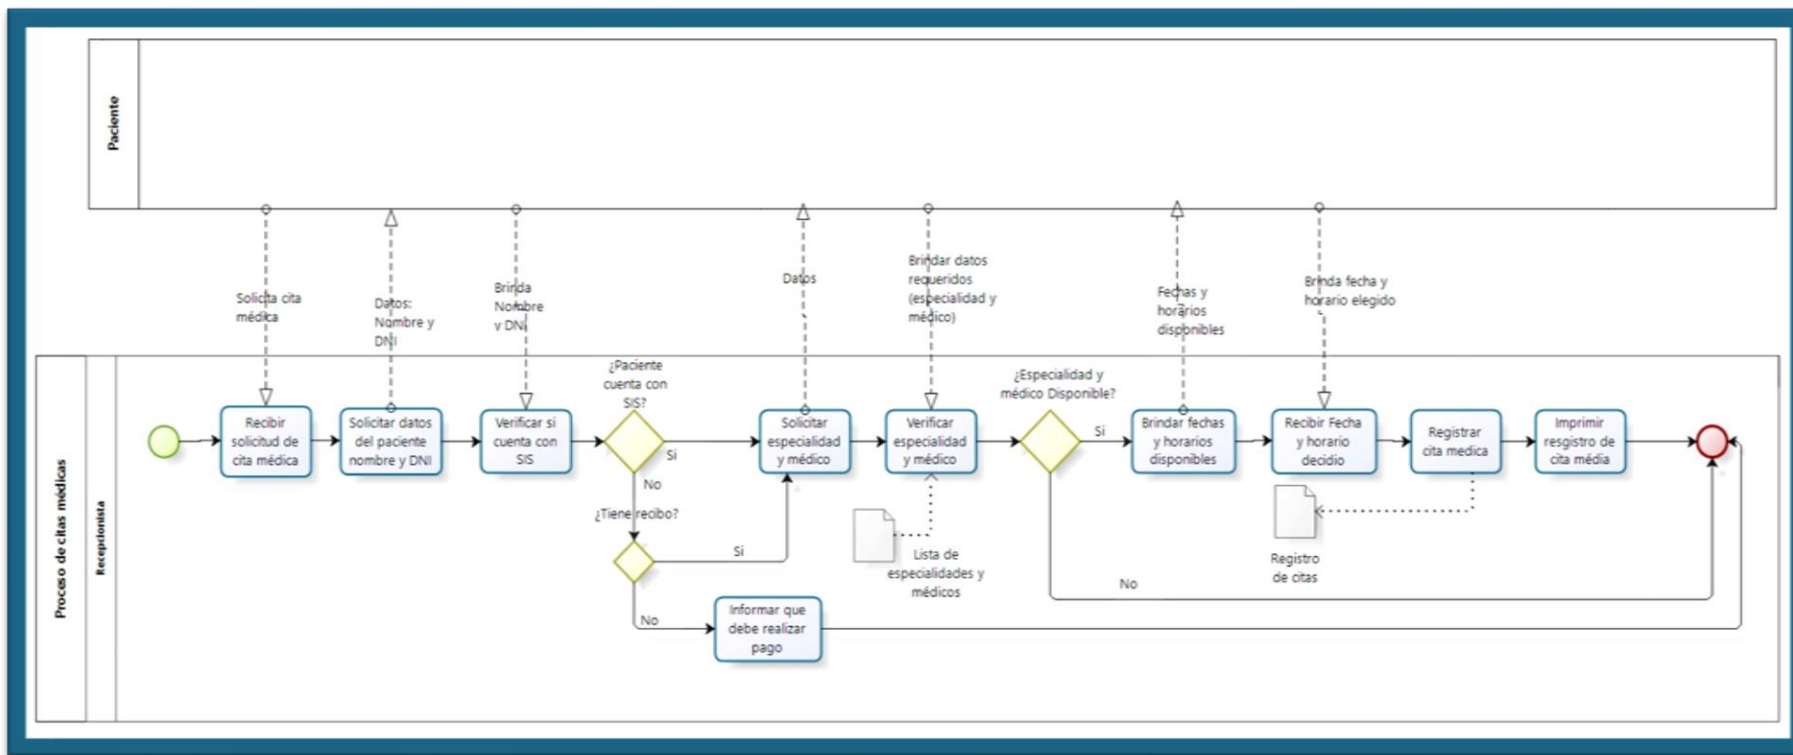 Paciente
Solicita cita
médica
Datos:
Nombre y
DNI
Brinda
Nombre
y DNI
Datos
Brindar datos
requeridos
(especialidad y
médico)
Fechas y
horarios
disponibles
Brinda fecha y
horario elegido
Proceso de citas médicas
Recepcionista
Recibir
solicitud de
cita médica
Solicitar datos
del paciente
nombre y DNI
Verificar si
cuenta con
SIS
¿Paciente
cuenta con
SIS?
Si
No
¿Tiene recibo?
Si
No
Informar que
debe realizar
pago
Solicitar
especialidad
y médico
Verificar
especialidad
y médico
Lista de
especialidades y
médicos
¿Especialidad y
médico Disponible?
Si
No
Brindar fechas
y horarios
disponibles
Recibir Fecha
y horario
decidio
Registrar
cita medica
Registro
de citas
Imprimir
resgistro de
cita média